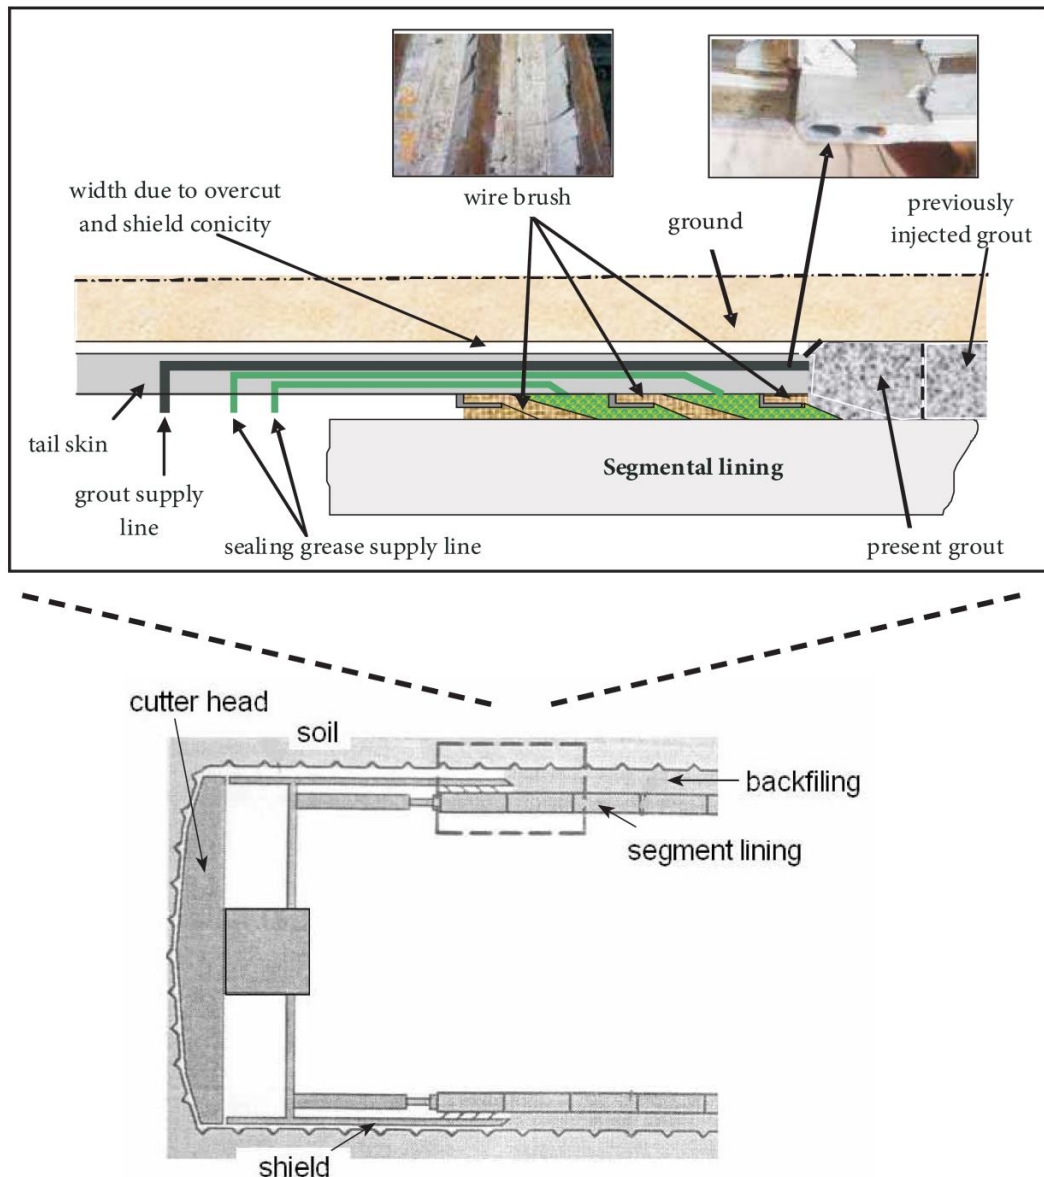 width due to overcut
and shield conicity
wire brush
ground
previously
injected grout
tail skin
grout supply
line
sealing grease supply line
Segmental lining
present grout
cutter head
soil
backfiling
segment lining
shield